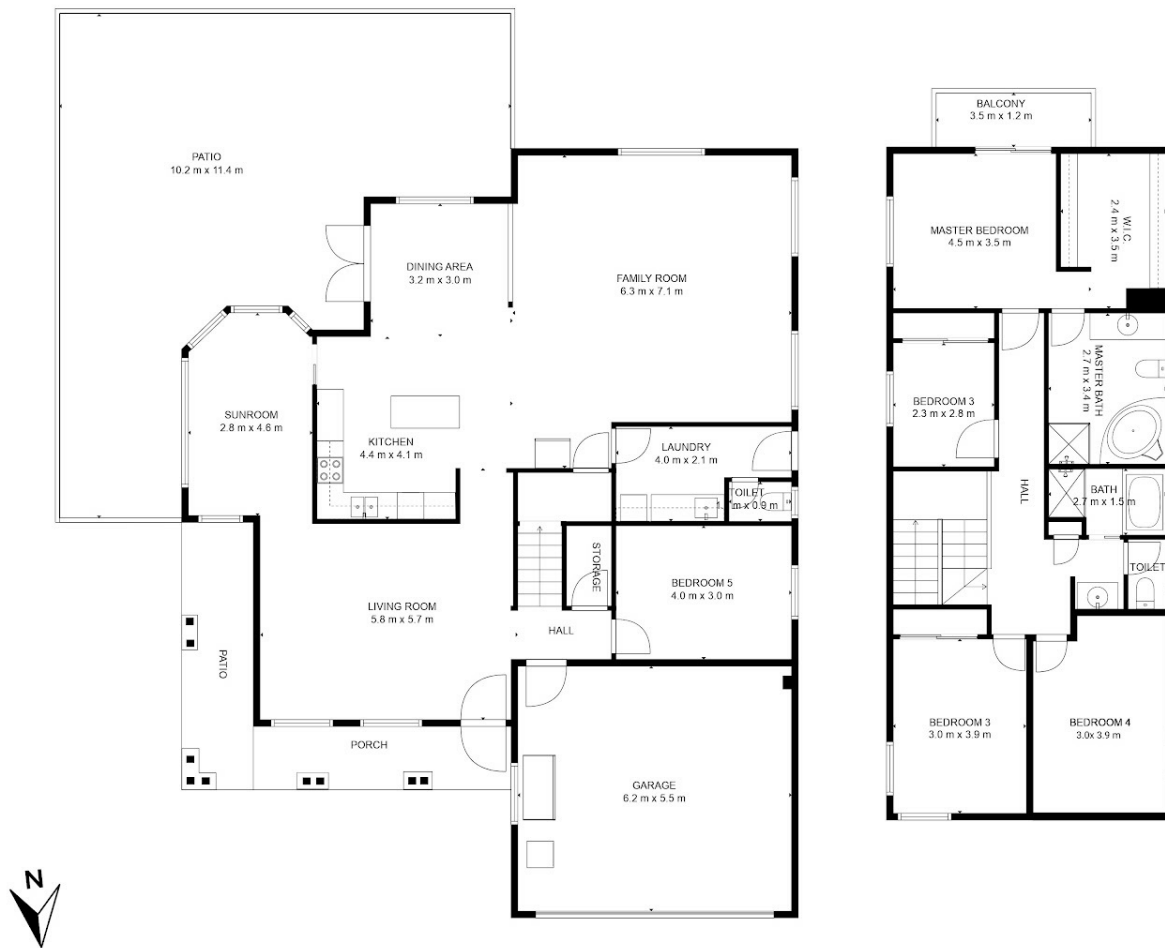 PATIO
10.2 m x 11.4 m
DINING AREA
3.2 m x 3.0 m
FAMILY ROOM
6.3 m x 7.1 m
SUNROOM
2.8 m x 4.6 m
KITCHEN
4.4 m x 4.1 m
LAUNDRY
4.0 m x 2.1 m
TOILET
m x 0.9 m
STORAGE
BEDROOM 5
4.0 m x 3.0 m
LIVING ROOM
5.8 m x 5.7 m
HALL
PATIO
PORCH
GARAGE
6.2 m x 5.5 m
N
BALCONY
3.5 m x 1.2 m
MASTER BEDROOM
4.5 m x 3.5 m
W.I.C.
2.4 m x 3.5 m
MASTER BATH
2.7 m x 3.4 m
BEDROOM 3
2.3 m x 2.8 m
HALL
BATH
2.7 m x 1.5 m
TOILET
BEDROOM 3
3.0 m x 3.9 m
BEDROOM 4
3.0x 3.9 m